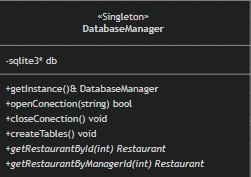 «Singleton»
DatabaseManager
-sqlite3* db
+getInstance()& DatabaseManager
+openConection(string) bool
+closeConection() void
+createTables() void
+getRestaurantById(int) Restaurant
+getRestaurantByManagerId(int) Restaurant